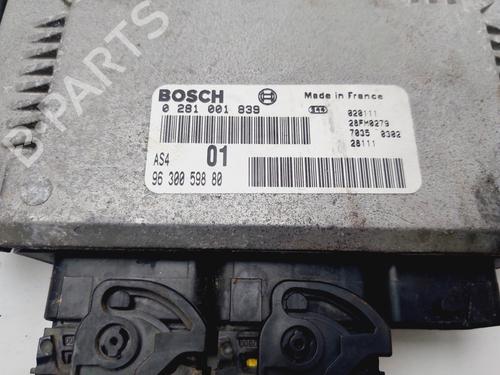 BOSCH Made in France
0 281 001 839 020111
28FM0279
7035 0302
28111
AS4 01
96 300 598 80
B-PARTS